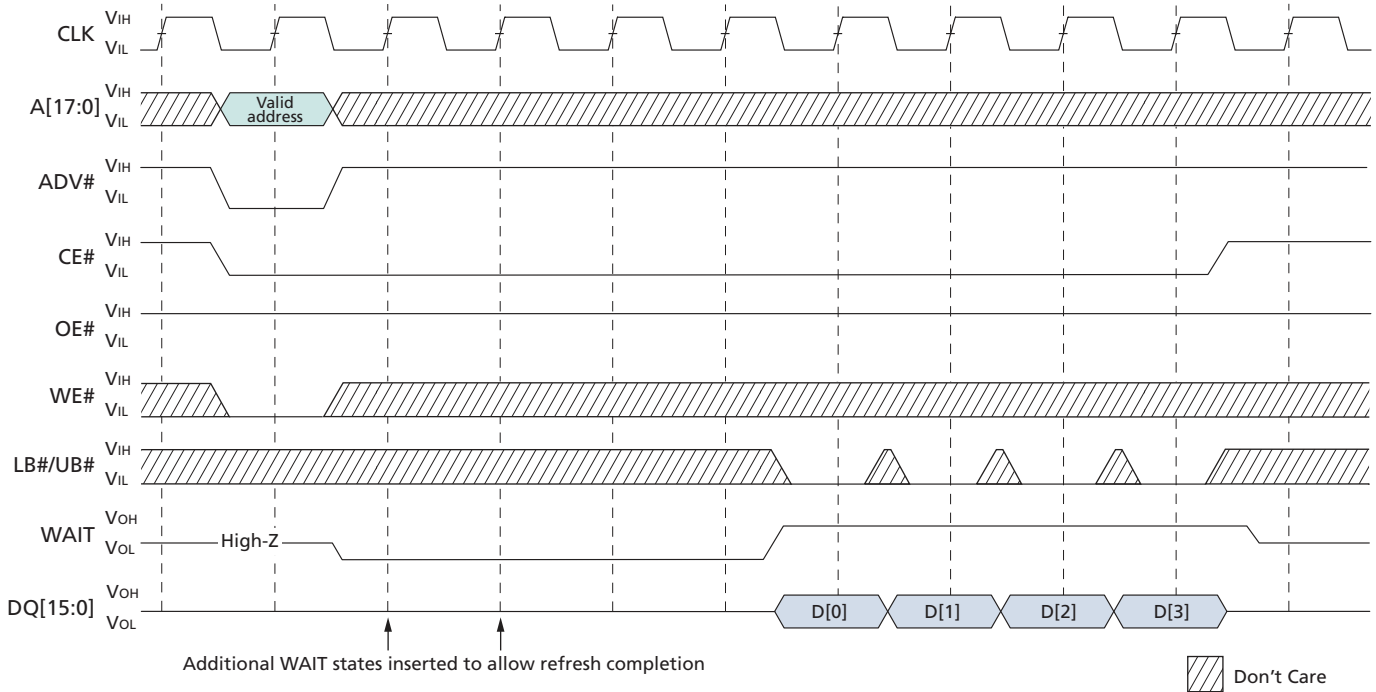 CLK VIH
VIL
A[17:0] VIH
VIL
Valid
address
ADV# VIH
VIL
CE# VIH
VIL
OE# VIH
VIL
WE# VIH
VIL
LB#/UB# VIH
VIL
WAIT VOH
VOL
High-Z
DQ[15:0] VOH
VOL
D[0] D[1] D[2] D[3]
Additional WAIT states inserted to allow refresh completion
Don't Care